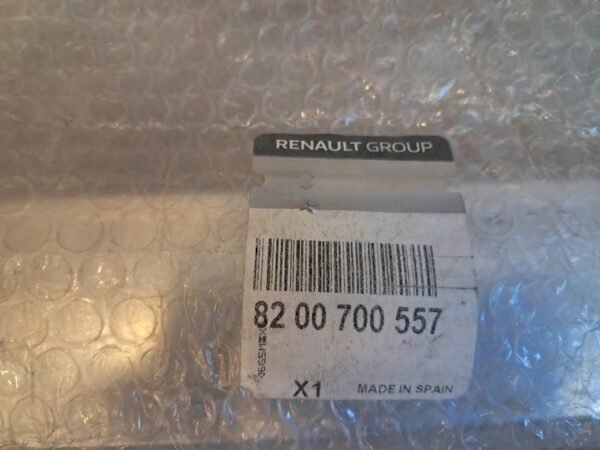 RENAULT GROUP
82 00 700 557
X1 MADE IN SPAIN